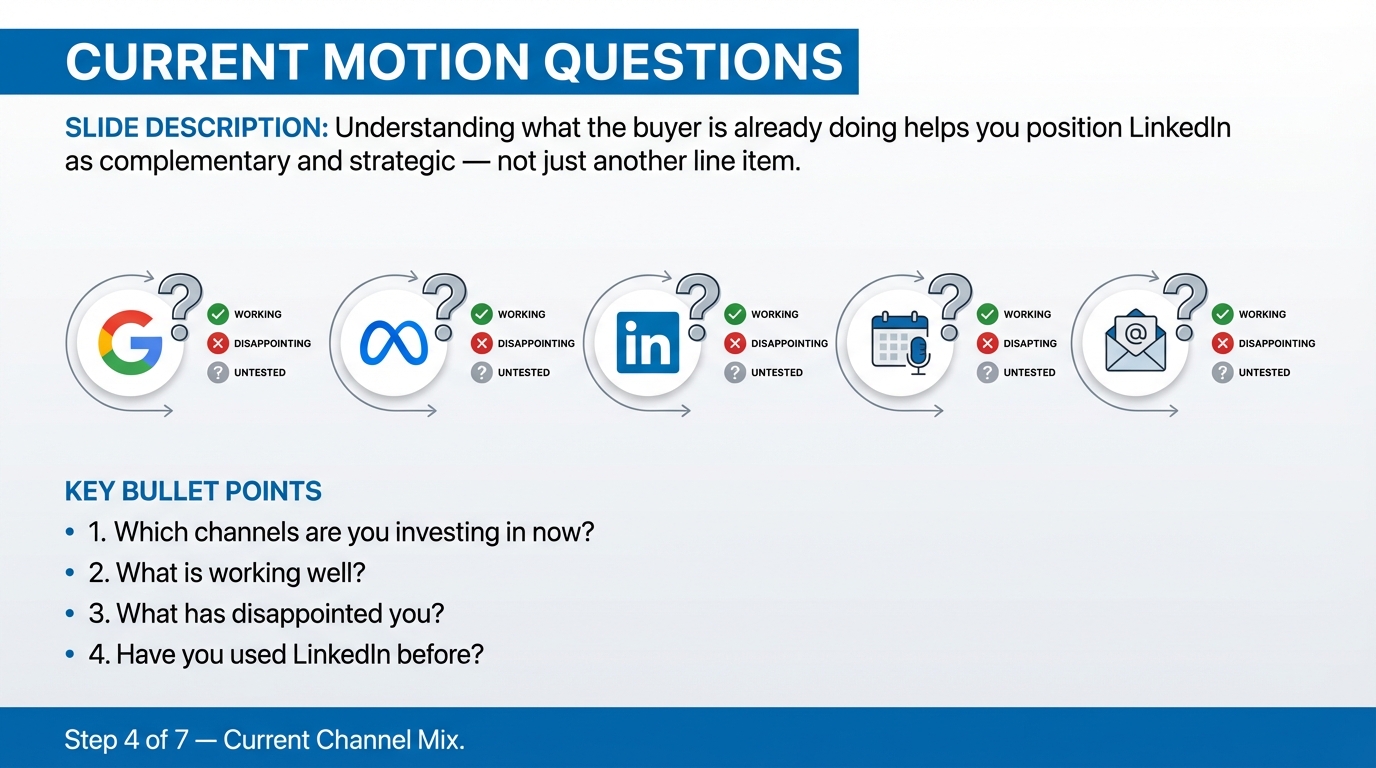 CURRENT MOTION QUESTIONS
SLIDE DESCRIPTION: Understanding what the buyer is already doing helps you position LinkedIn
as complementary and strategic — not just another line item.
?
WORKING
DISAPPOINTING
? UNTESTED
?
WORKING
DISAPPOINTING
? UNTESTED
in
?
WORKING
DISAPPOINTING
? UNTESTED
?
WORKING
DISAPTING
? UNTESTED
@
?
WORKING
DISAPPOINTING
? UNTESTED
KEY BULLET POINTS
• 1. Which channels are you investing in now?
• 2. What is working well?
• 3. What has disappointed you?
• 4. Have you used LinkedIn before?
Step 4 of 7 — Current Channel Mix.